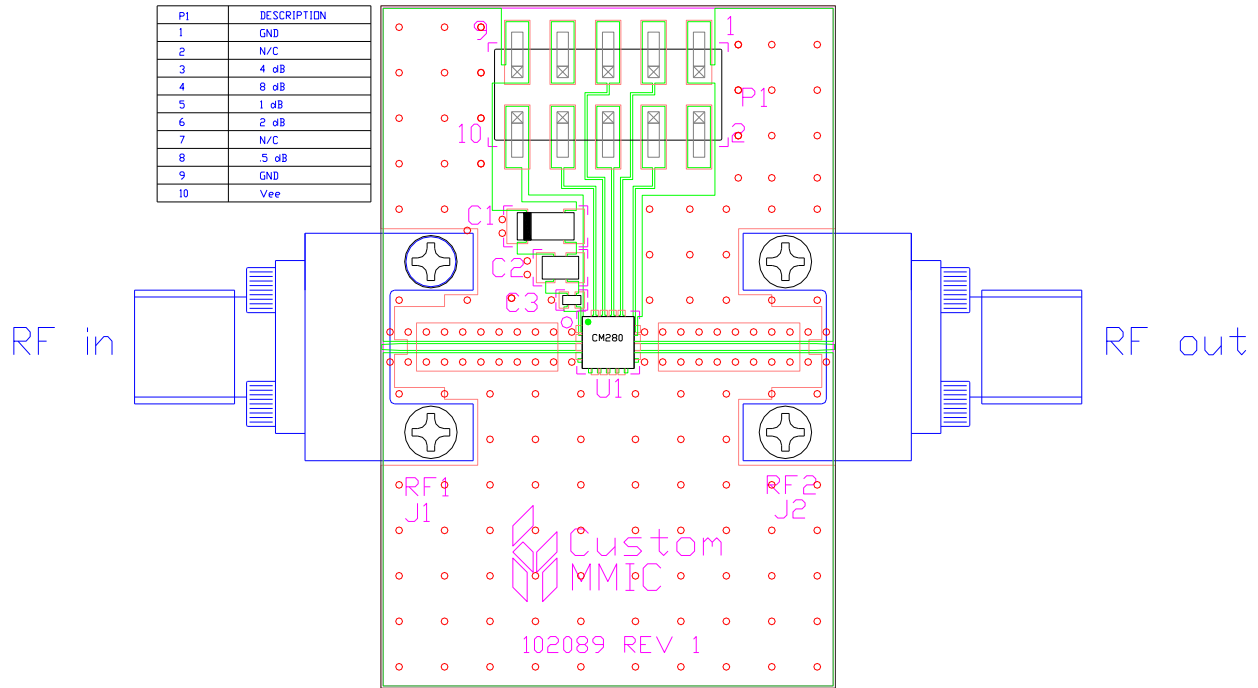 P1 DESCRIPTION
1 GND
2 N/C
3 4 dB
4 8 dB
5 1 dB
6 2 dB
7 N/C
8 .5 dB
9 GND
10 Vee
9 1
P1
10 2
C1
C2
C3
CM280
U1
RF in
RF out
RF1
J1
RF2
J2
Custom
MMIC
102089 REV 1